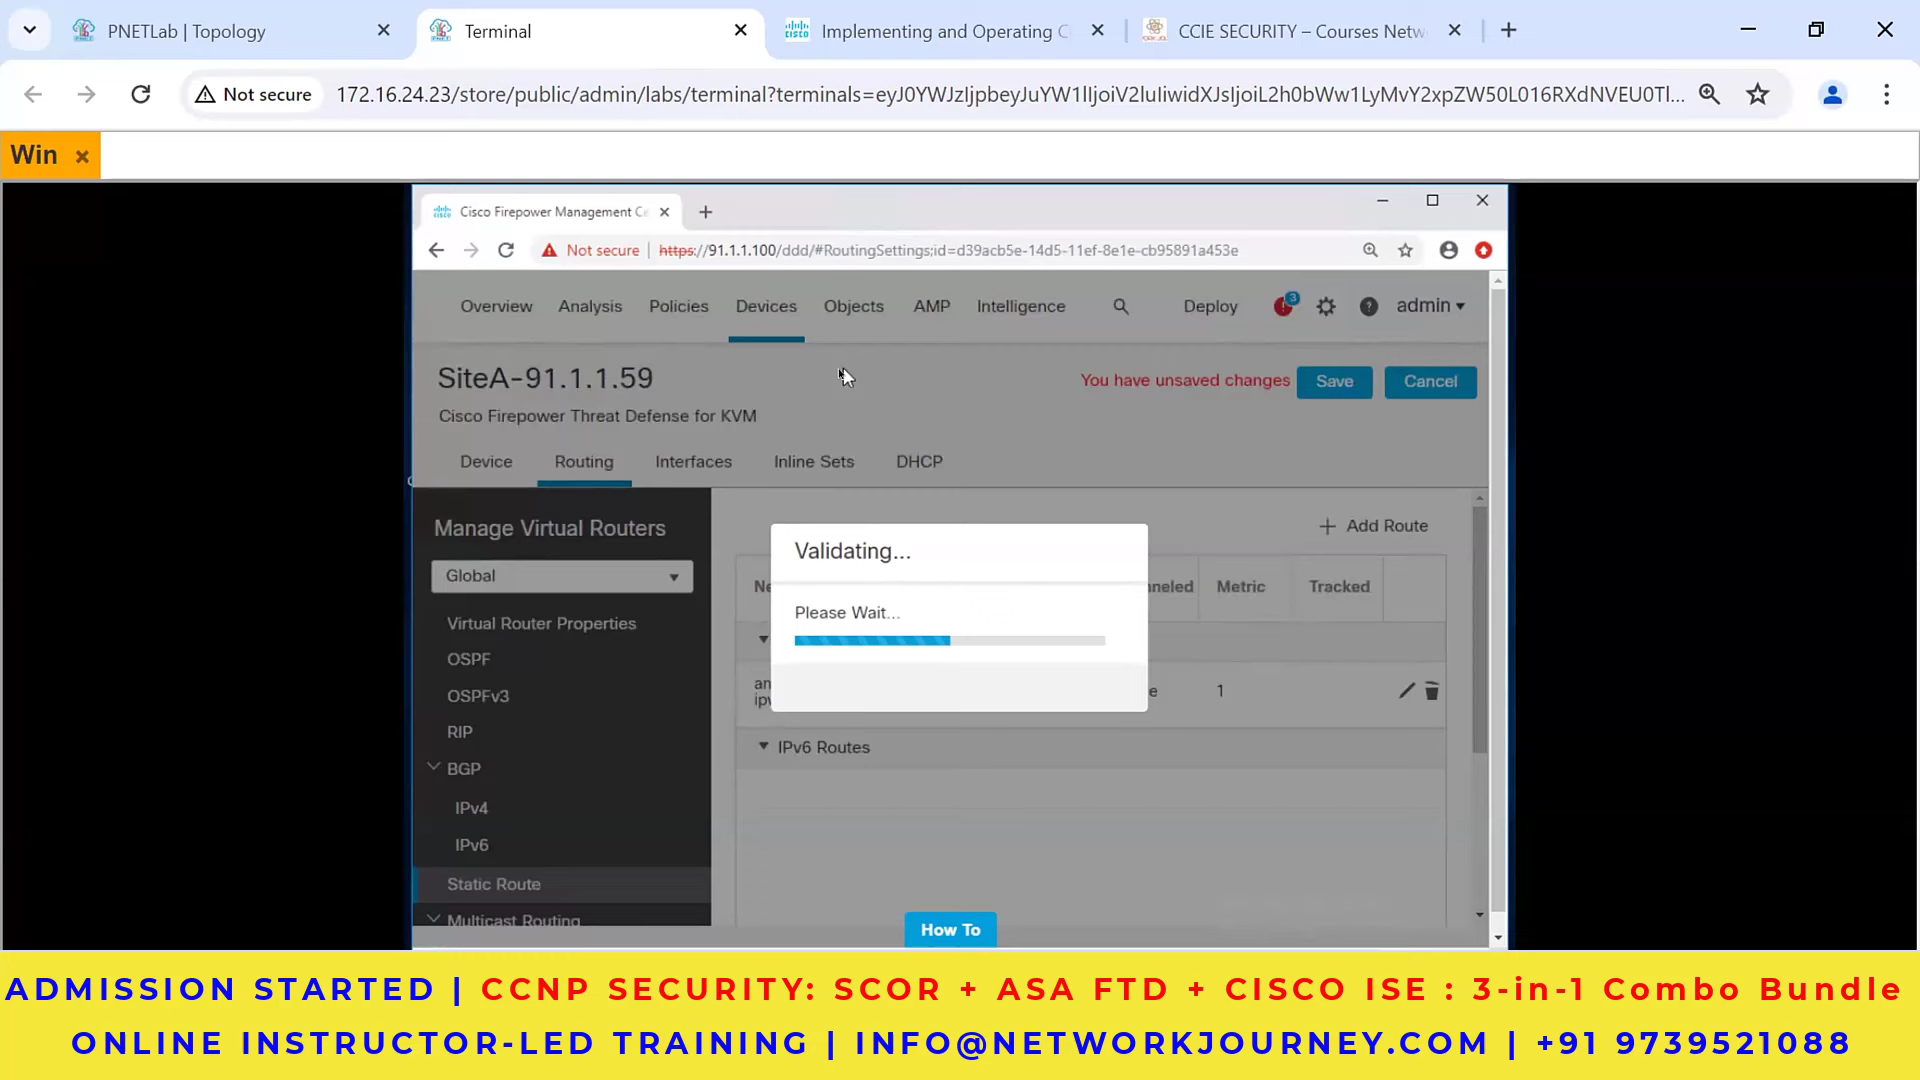 PNETLab | Topology
Terminal
Implementing and Operating C
CCIE SECURITY – Courses Netw
Not secure
172.16.24.23/store/public/admin/labs/terminal?terminals=eyJ0YWJzIjpbeyJuYW1lIjoiV2luIiwidXJsIjoiL2h0bWw1LyMvY2xpZW50L016RXdNVEU0Tl...
Win
Cisco Firepower Management Ce
Not secure
https://91.1.1.100/ddd/#RoutingSettings;id=d39acb5e-14d5-11ef-8e1e-cb95891a453e
Overview Analysis Policies Devices Objects AMP Intelligence Deploy 3 admin
SiteA-91.1.1.59
You have unsaved changes Save Cancel
Cisco Firepower Threat Defense for KVM
Device Routing Interfaces Inline Sets DHCP
Manage Virtual Routers
Global
Virtual Router Properties
OSPF
OSPFv3
RIP
BGP
IPv4
IPv6
Static Route
Multicast Routing
+ Add Route
Ne nneled Metric Tracked
Validating...
Please Wait...
an
ipv e 1
IPv6 Routes
How To
ADMISSION STARTED | CCNP SECURITY: SCOR + ASA FTD + CISCO ISE : 3-in-1 Combo Bundle
ONLINE INSTRUCTOR-LED TRAINING | INFO@NETWORKJOURNEY.COM | +91 9739521088